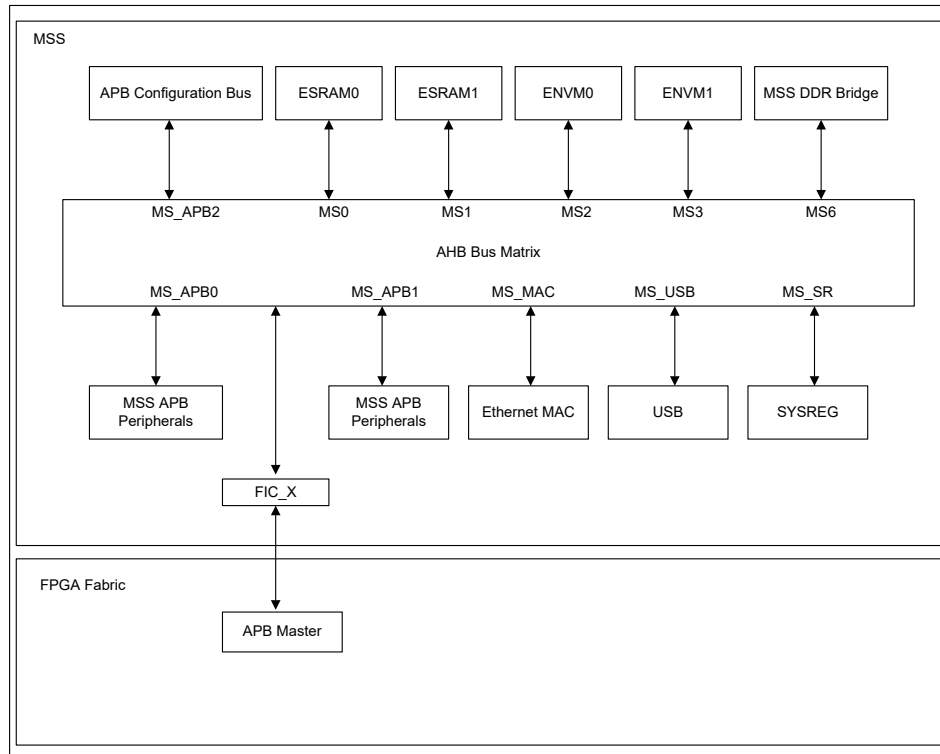 MSS
APB Configuration Bus
ESRAM0
ESRAM1
ENVM0
ENVM1
MSS DDR Bridge
MS_APB2
MS0
MS1
MS2
MS3
MS6
AHB Bus Matrix
MS_APB0
MS_APB1
MS_MAC
MS_USB
MS_SR
MSS APB
Peripherals
MSS APB
Peripherals
Ethernet MAC
USB
SYSREG
FIC_X
FPGA Fabric
APB Master